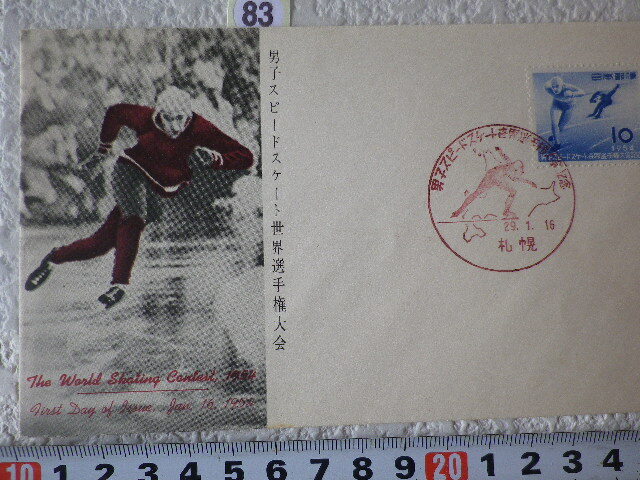 83
男子スピードスケート世界選手権大会
日本郵便
10
1954
男子スピードスケート世界選手権大会記念
29.1.16
札幌
The World Skating Contest, 1954
First Day of Issue, Jan. 16, 1954
10 1 2 3 4 5 6 7 8 9 20 1 2 3